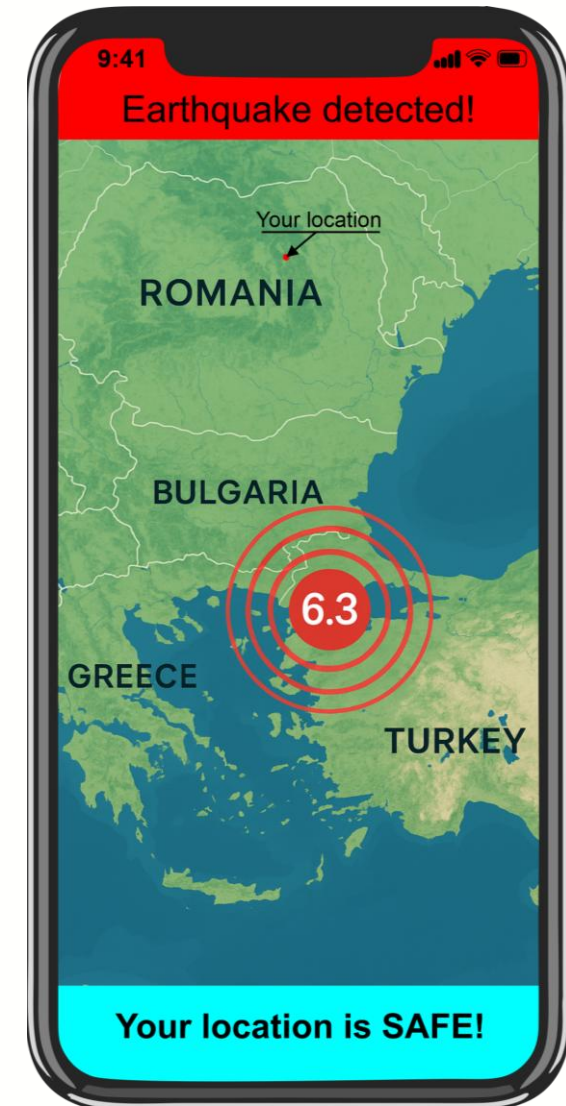 9:41
Earthquake detected!
Your location
ROMANIA
BULGARIA
6.3
GREECE
TURKEY
Your location is SAFE!